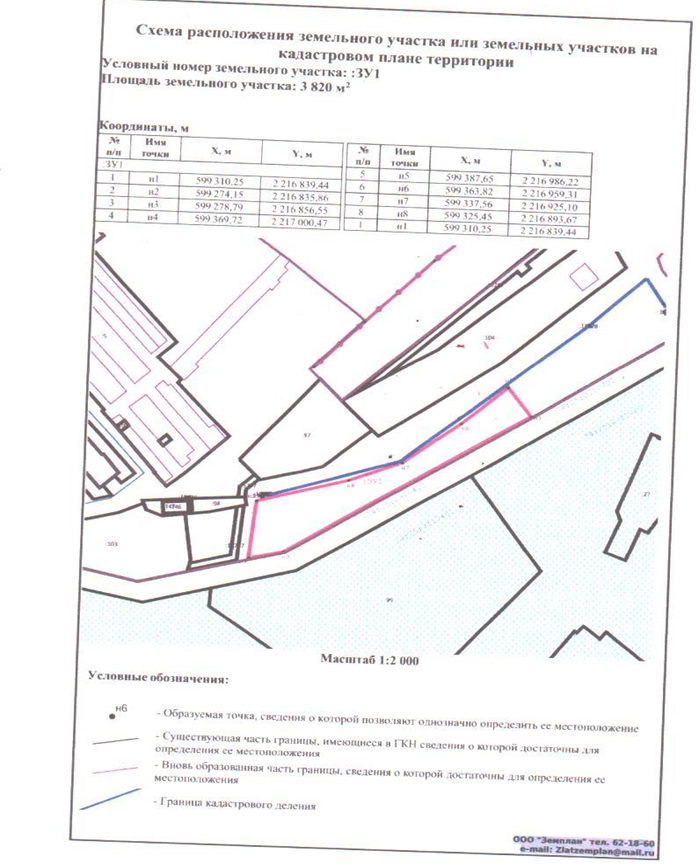 Схема расположения земельного участка или земельных участков на
кадастровом плане территории
Условный номер земельного участка: :ЗУ1
Площадь земельного участка: 3 820 м²
Координаты, м
№ п/п Имя точки X, м Y, м
:ЗУ1
1 н1 599 310,25 2 216 839,44
2 н2 599 274,15 2 216 835,86
3 н3 599 278,79 2 216 856,55
4 н4 599 369,72 2 217 000,47
№ п/п Имя точки X, м Y, м
5 н5 599 387,65 2 216 986,22
6 н6 599 363,82 2 216 959,31
7 н7 599 337,56 2 216 925,10
8 н8 599 325,45 2 216 893,67
1 н1 599 310,25 2 216 839,44
5
104
97
:ЗУ1
98
103
27
99
Масштаб 1:2 000
Условные обозначения:
н6
- Образуемая точка, сведения о которой позволяют однозначно определить ее местоположение
- Существующая часть границы, имеющиеся в ГКН сведения о которой достаточны для
определения ее местоположения
- Вновь образованная часть границы, сведения о которой достаточны для определения ее
местоположения
- Граница кадастрового деления
ООО "Земплан" тел. 62-18-60
e-mail: Zlatzemplan@mail.ru